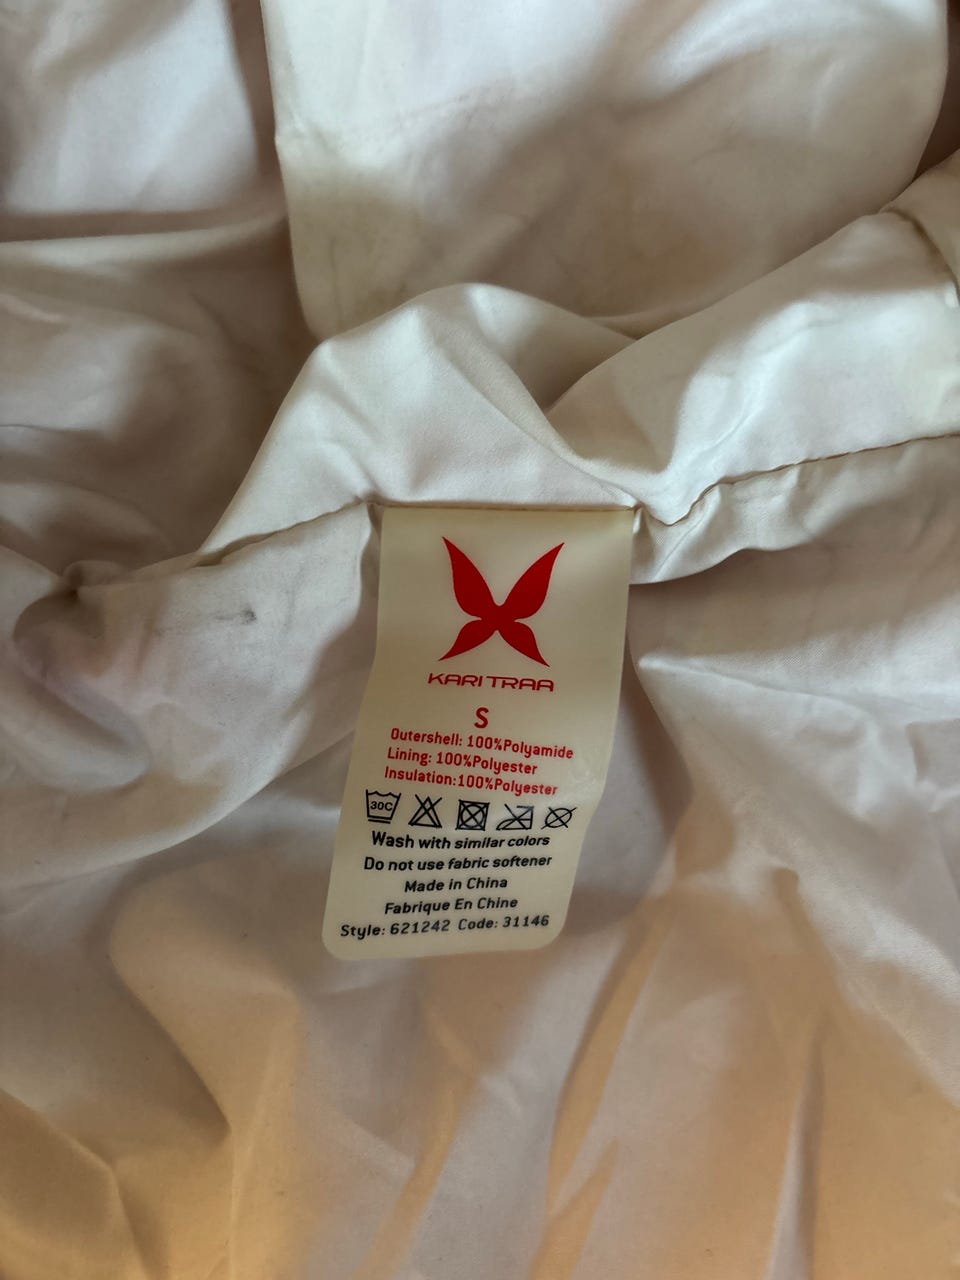 KARI TRAA
S
Outershell: 100%Polyamide
Lining: 100%Polyester
Insulation:100%Polyester
30C
Wash with similar colors
Do not use fabric softener
Made in China
Fabrique En Chine
Style: 621242 Code: 31146